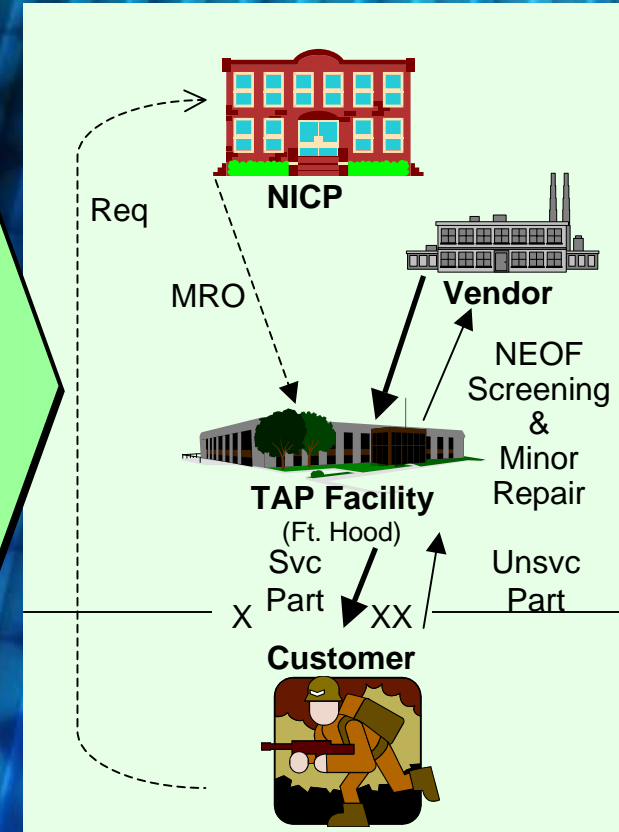 NICP
Req
Vendor
MRO
NEOF
Screening
&
Minor
Repair
TAP Facility
(Ft. Hood)
Svc
Part
Unsvc
Part
X
XX
Customer